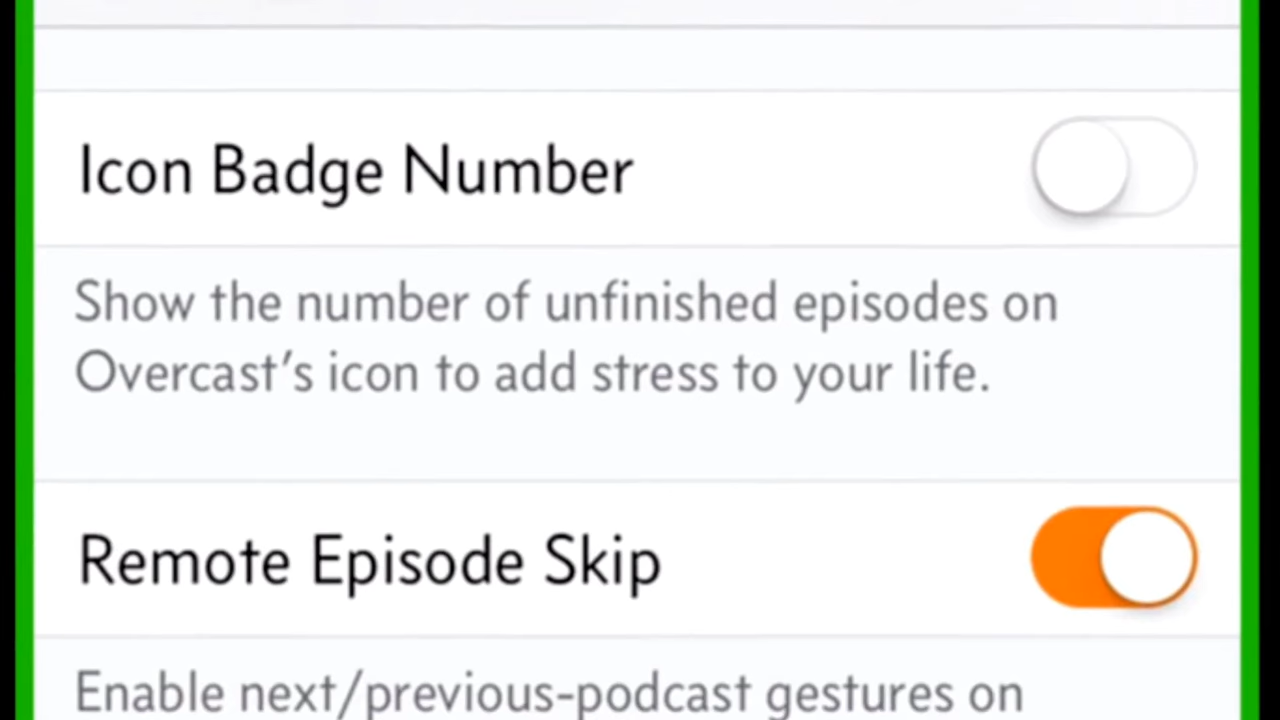 Icon Badge Number
Show the number of unfinished episodes on
Overcast’s icon to add stress to your life.
Remote Episode Skip
Enable next/previous-podcast gestures on